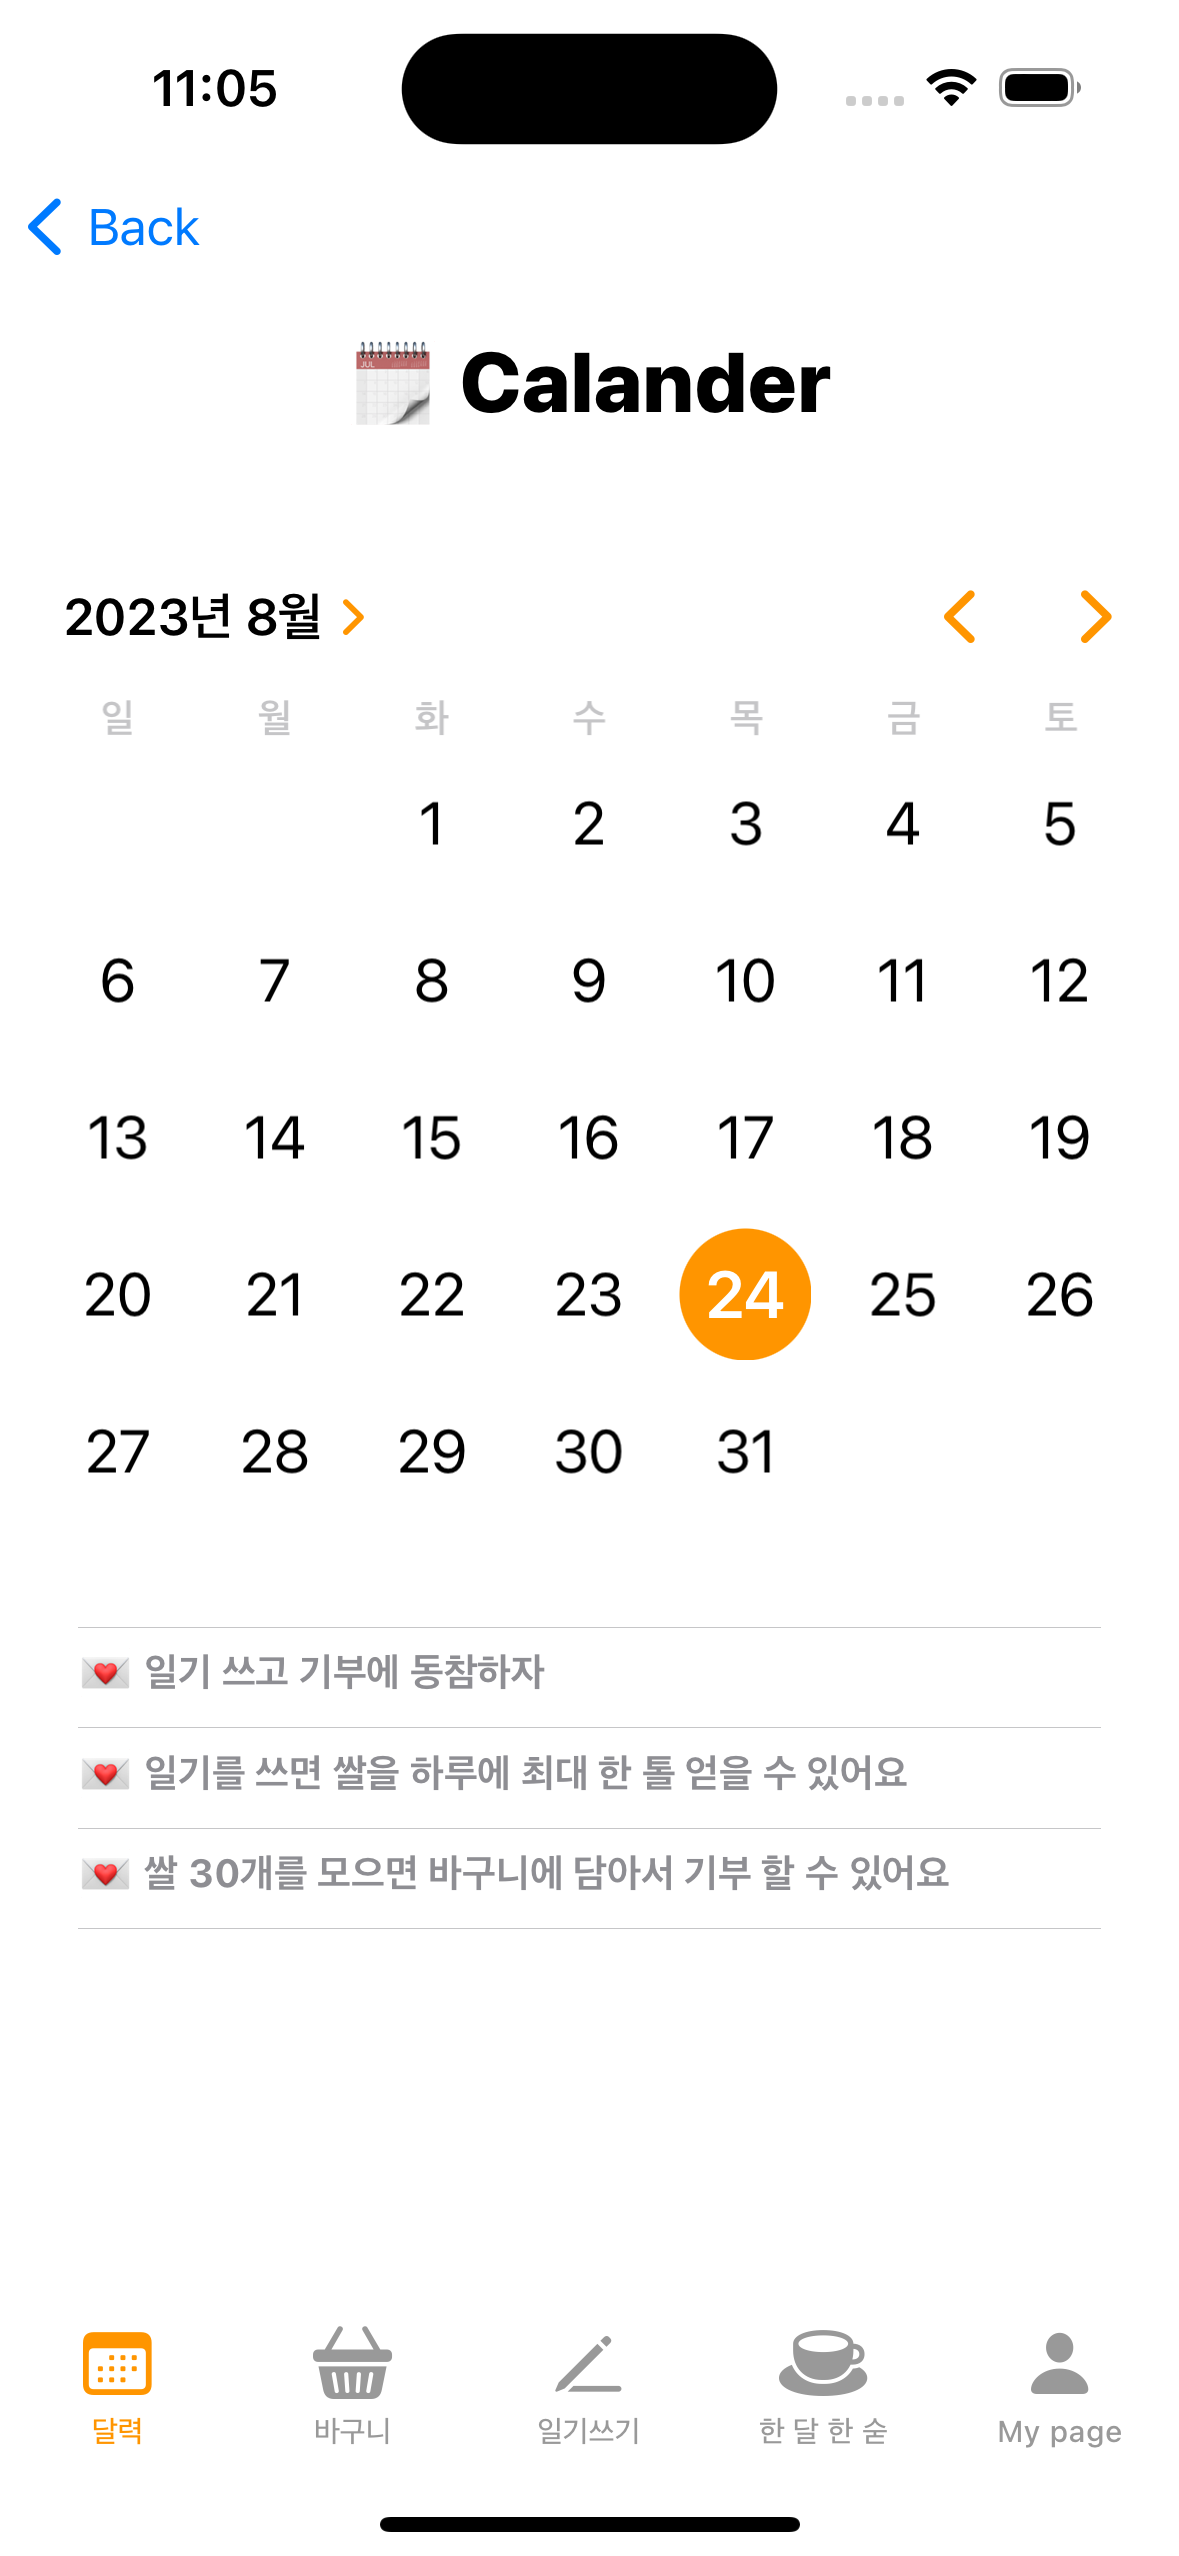 11:05
Back
JUL
Calander
2023년 8월
일 월 화 수 목 금 토
1 2 3 4 5
6 7 8 9 10 11 12
13 14 15 16 17 18 19
20 21 22 23 24 25 26
27 28 29 30 31
일기 쓰고 기부에 동참하자
일기를 쓰면 쌀을 하루에 최대 한 톨 얻을 수 있어요
쌀 30개를 모으면 바구니에 담아서 기부 할 수 있어요
달력 바구니 일기쓰기 한 달 한 숟 My page